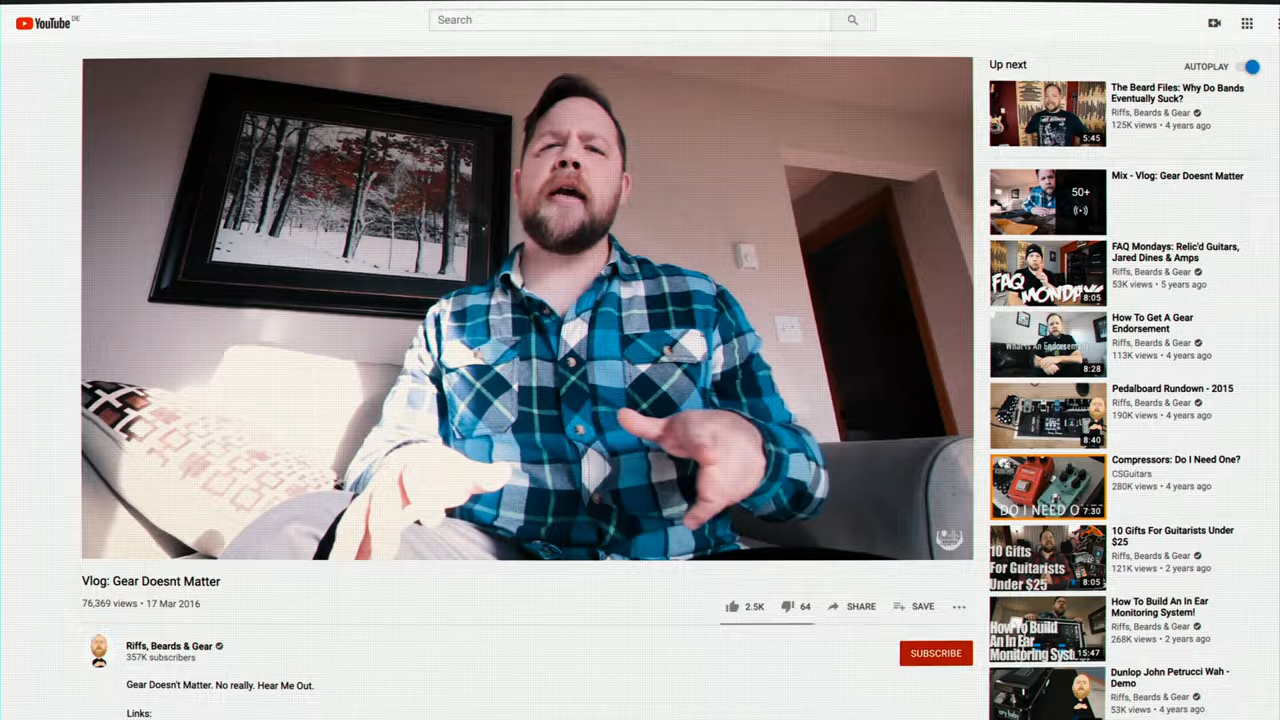 YouTube DE
Search
Up next
AUTOPLAY
The Beard Files: Why Do Bands
Eventually Suck?
Riffs, Beards & Gear
125K views • 4 years ago
5:45
Mix - Vlog: Gear Doesnt Matter
50+
FAQ Mondays: Relic'd Guitars,
Jared Dines & Amps
Riffs, Beards & Gear
53K views • 5 years ago
FAQ
MONDAYS
8:05
How To Get A Gear
Endorsement
Riffs, Beards & Gear
113K views • 4 years ago
What Is An Endorsement
8:28
Pedalboard Rundown - 2015
Riffs, Beards & Gear
190K views • 4 years ago
8:40
Compressors: Do I Need One?
CSGuitars
280K views • 4 years ago
DO I NEED O
7:30
10 Gifts For Guitarists Under
$25
Riffs, Beards & Gear
121K views • 2 years ago
10 Gifts
For Guitarists
Under $25
8:05
How To Build An In Ear
Monitoring System!
Riffs, Beards & Gear
268K views • 2 years ago
How To Build
An In Ear
Monitoring Syst
15:47
Dunlop John Petrucci Wah -
Demo
Riffs, Beards & Gear
53K views • 4 years ago
Vlog: Gear Doesnt Matter
76,369 views • 17 Mar 2016
2.5K
64
SHARE
SAVE
Riffs, Beards & Gear
357K subscribers
SUBSCRIBE
Gear Doesn't Matter. No really. Hear Me Out.
Links: